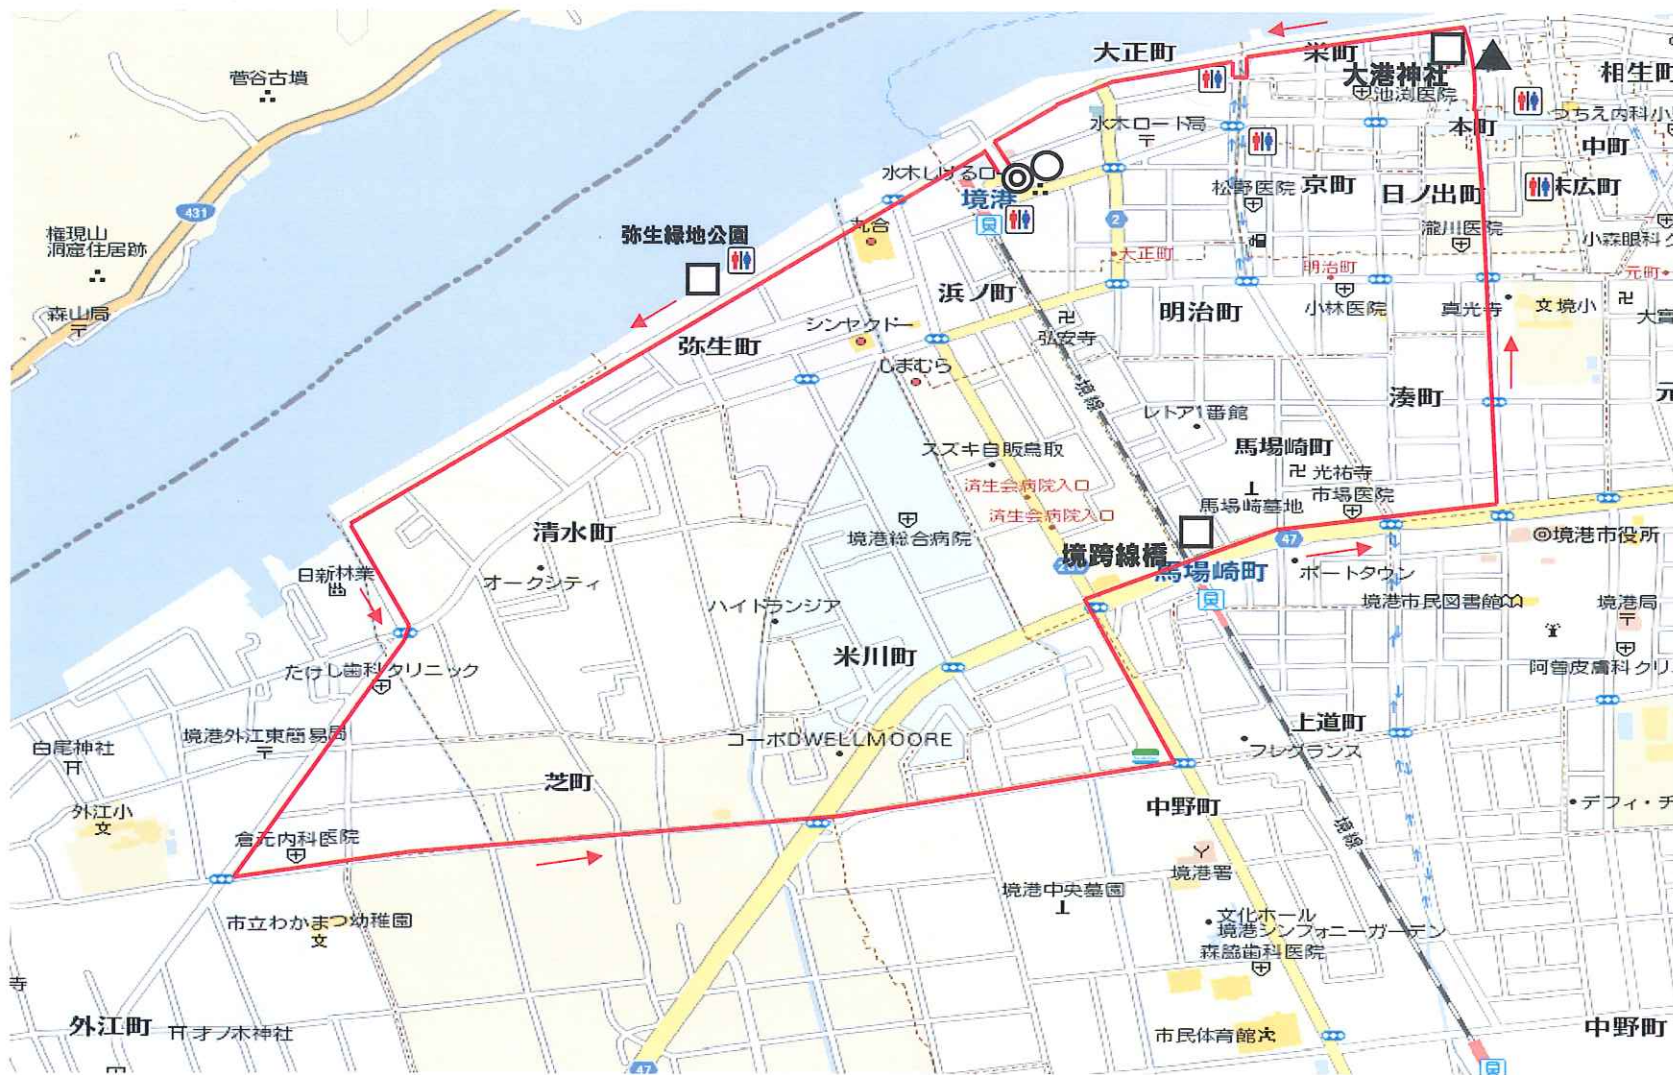 菅谷古墳
431
権現山
洞窟住居跡
森山局
弥生緑地公園
大正町
栄町
大港神社
池渕医院
相生町
水木ロード局
本町
つちえ内科小
中町
境港
松野医院
京町
日ノ出町
末広町
瀧川医院
小森眼科ク
2
丸合
大正町
明治町
元町
浜ノ町
明治町
小林医院
真光寺
文 境小
シンヤクドー
弥生町
弘安寺
しまむら
境線
レトア1番館
湊町
元
スズキ自販鳥取
馬場崎町
光祐寺
済生会病院入口
済生会病院入口
馬場崎墓地
市場医院
清水町
境港総合病院
境跨線橋
47
境港市役所
馬場崎町
ポートタウン
日新林業
オークシティ
ハイドランジア
境港市民図書館
境港局
米川町
たけし歯科クリニック
阿曽皮膚科クリ
上道町
白尾神社
境港外江東簡易局
コーポDWELLMOORE
フレグランス
芝町
中野町
外江小
文
倉元内科医院
境線
境港署
境港中央墓園
市立わかまつ幼稚園
文
文化ホール
境港シンフォニーガーデン
森脇歯科医院
寺
外江町
才ノ木神社
市民体育館
中野町
47